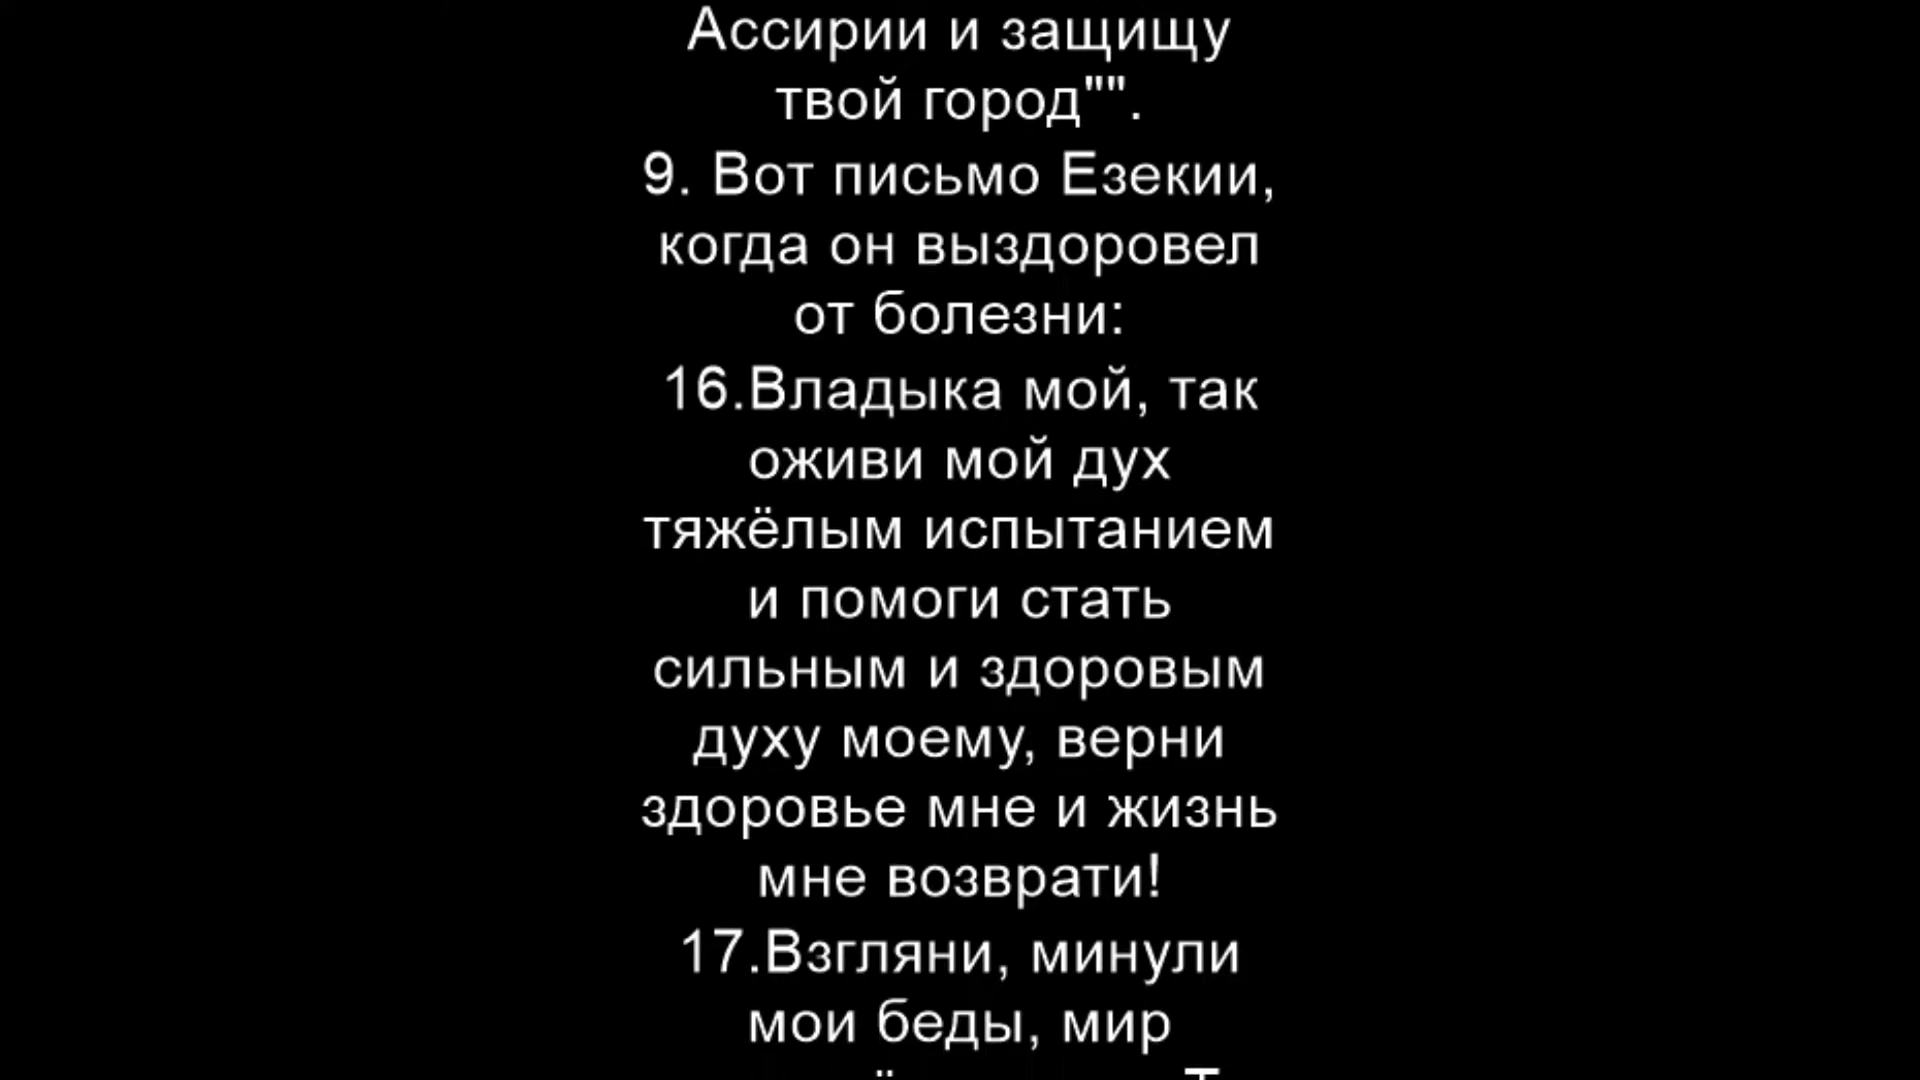 Ассирии и защищу
твой город"".
9. Вот письмо Езекии,
когда он выздоровел
от болезни:
16.Владыка мой, так
оживи мой дух
тяжёлым испытанием
и помоги стать
сильным и здоровым
духу моему, верни
здоровье мне и жизнь
мне возврати!
17.Взгляни, минули
мои беды, мир